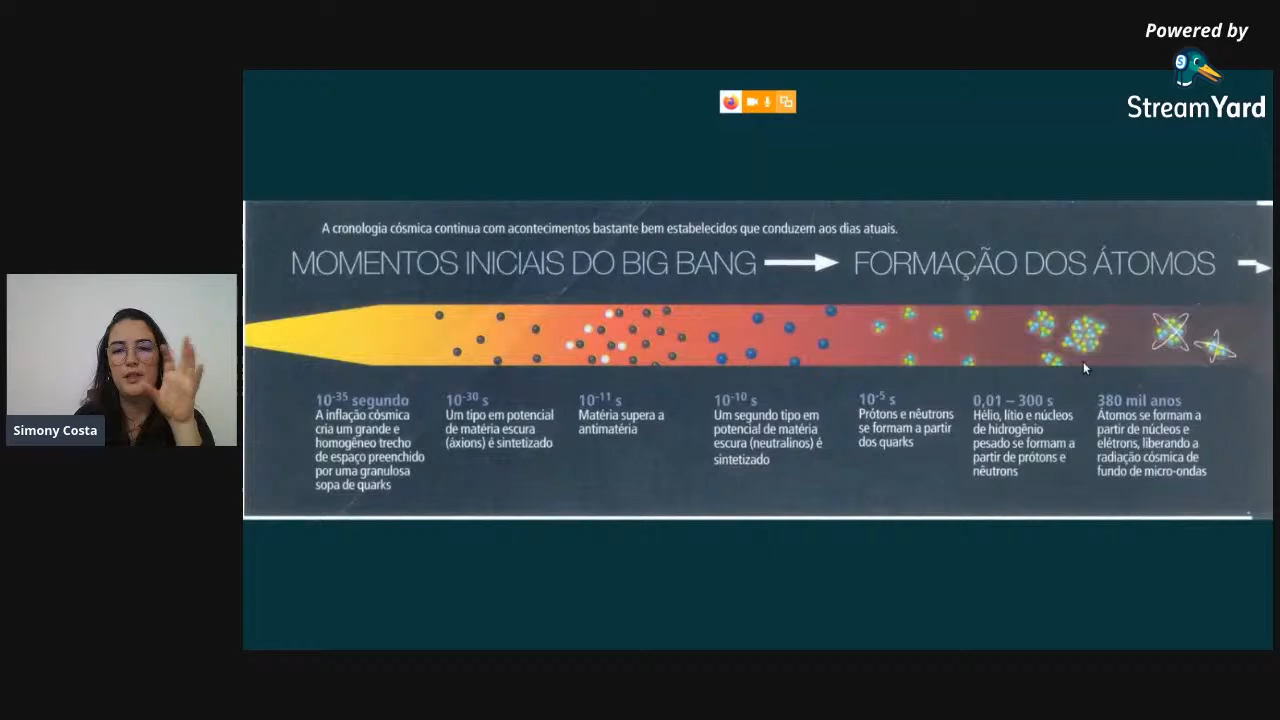 Powered by
StreamYard
A cronologia cósmica continua com acontecimentos bastante bem estabelecidos que conduzem aos dias atuais.
MOMENTOS INICIAIS DO BIG BANG
FORMAÇÃO DOS ÁTOMOS
10-35 segundo
A inflação cósmica
cria um grande e
homogêneo trecho
de espaço preenchido
por uma granulosa
sopa de quarks
10-30 s
Um tipo em potencial
de matéria escura
(áxions) é sintetizado
10-11 s
Matéria supera a
antimatéria
10-10 s
Um segundo tipo em
potencial de matéria
escura (neutralinos) é
sintetizado
10-5 s
Prótons e nêutrons
se formam a partir
dos quarks
0,01 – 300 s
Hélio, lítio e núcleos
de hidrogênio
pesado se formam a
partir de prótons e
nêutrons
380 mil anos
Átomos se formam a
partir de núcleos e
elétrons, liberando a
radiação cósmica de
fundo de micro-ondas
Simony Costa